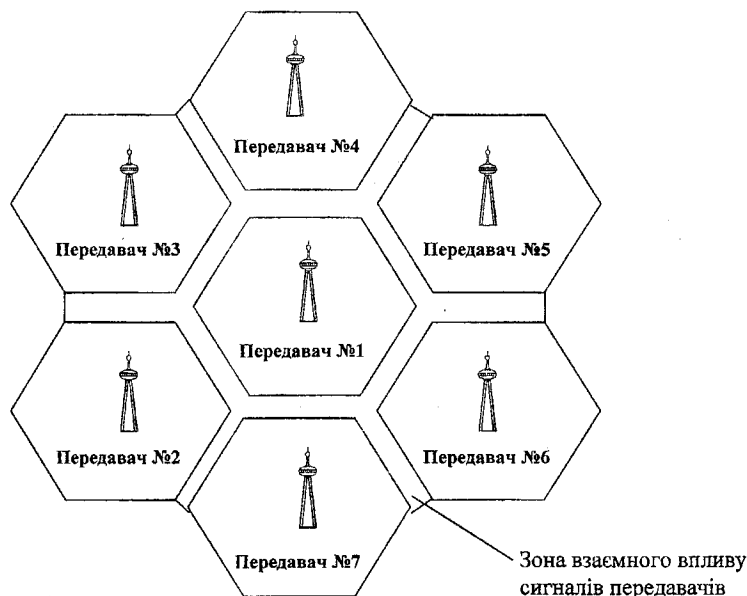 Передавач №4
Передавач №3
Передавач №5
Передавач №1
Передавач №2
Передавач №6
Передавач №7
Зона взаємного впливу
сигналів передавачів